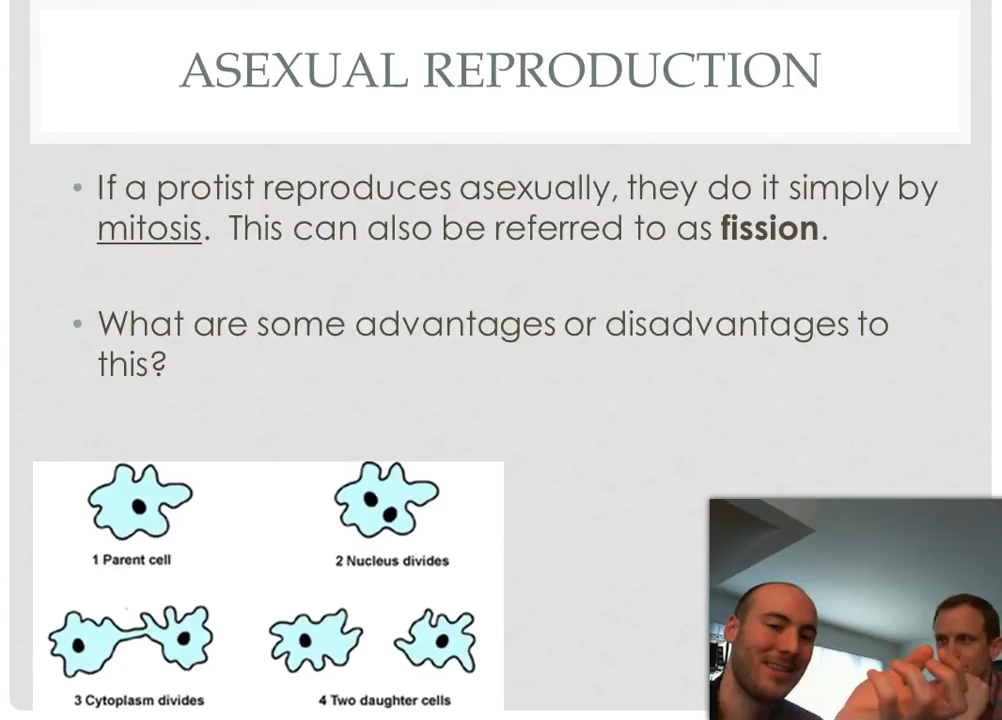 ASEXUAL REPRODUCTION
• If a protist reproduces asexually, they do it simply by
mitosis. This can also be referred to as fission.
• What are some advantages or disadvantages to
this?
1 Parent cell
2 Nucleus divides
3 Cytoplasm divides
4 Two daughter cells